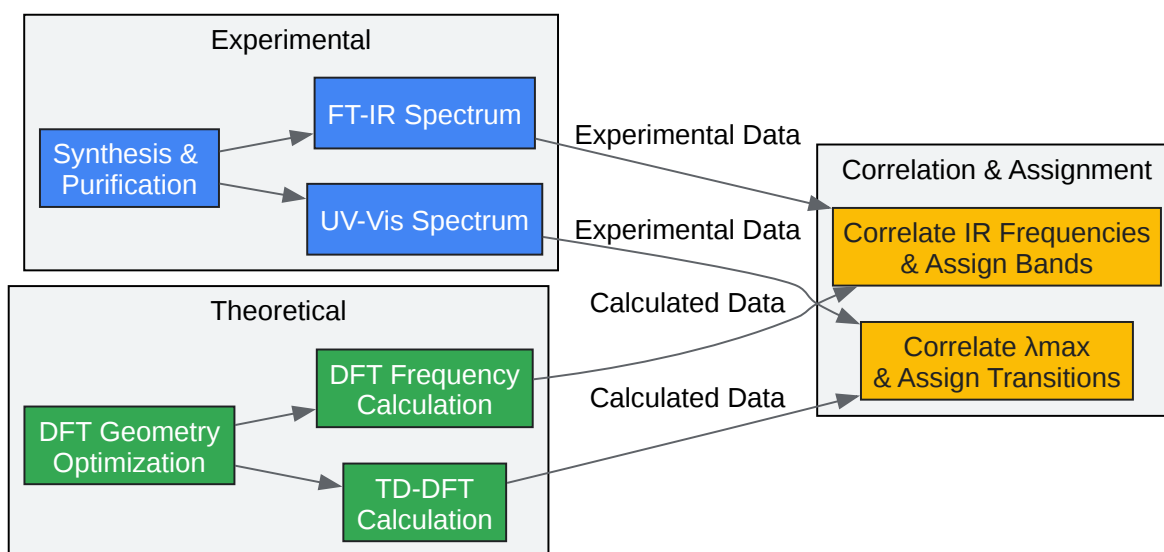 Experimental
Synthesis &
Purification
FT-IR Spectrum
UV-Vis Spectrum
Experimental Data
Experimental Data
Theoretical
DFT Geometry
Optimization
DFT Frequency
Calculation
TD-DFT
Calculation
Calculated Data
Calculated Data
Correlation & Assignment
Correlate IR Frequencies
& Assign Bands
Correlate λmax
& Assign Transitions